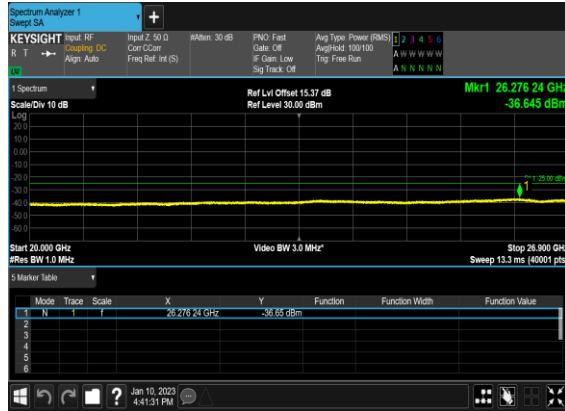 Spectrum Analyzer 1
Swept SA
+
KEYSIGHT Input: RF Input Z: 50 Ω #Atten: 30 dB PNO: Fast Avg Type: Power (RMS) 1 2 3 4 5 6
R T Coupling: DC Corr CCorr Gate: Off Avg|Hold: 100/100 A W W W W W
Align: Auto Freq Ref: Int (S) IF Gain: Low Trig: Free Run
Sig Track: Off A N N N N N
1 Spectrum
Ref Lvl Offset 15.37 dB Mkr1 26.276 24 GHz
Scale/Div 10 dB Ref Level 30.00 dBm -36.645 dBm
Log
20.0
10.0
0.00
-10.0
-20.0
-25.00 dBm
1
-30.0
-40.0
-50.0
-60.0
Start 20.000 GHz Video BW 3.0 MHz* Stop 26.900 GHz
#Res BW 1.0 MHz Sweep 13.3 ms (40001 pts)
5 Marker Table
Mode Trace Scale X Y Function Function Width Function Value
1 N 1 f 26.276 24 GHz -36.65 dBm
2
3
4
5
6
? Jan 10, 2023
4:41:31 PM